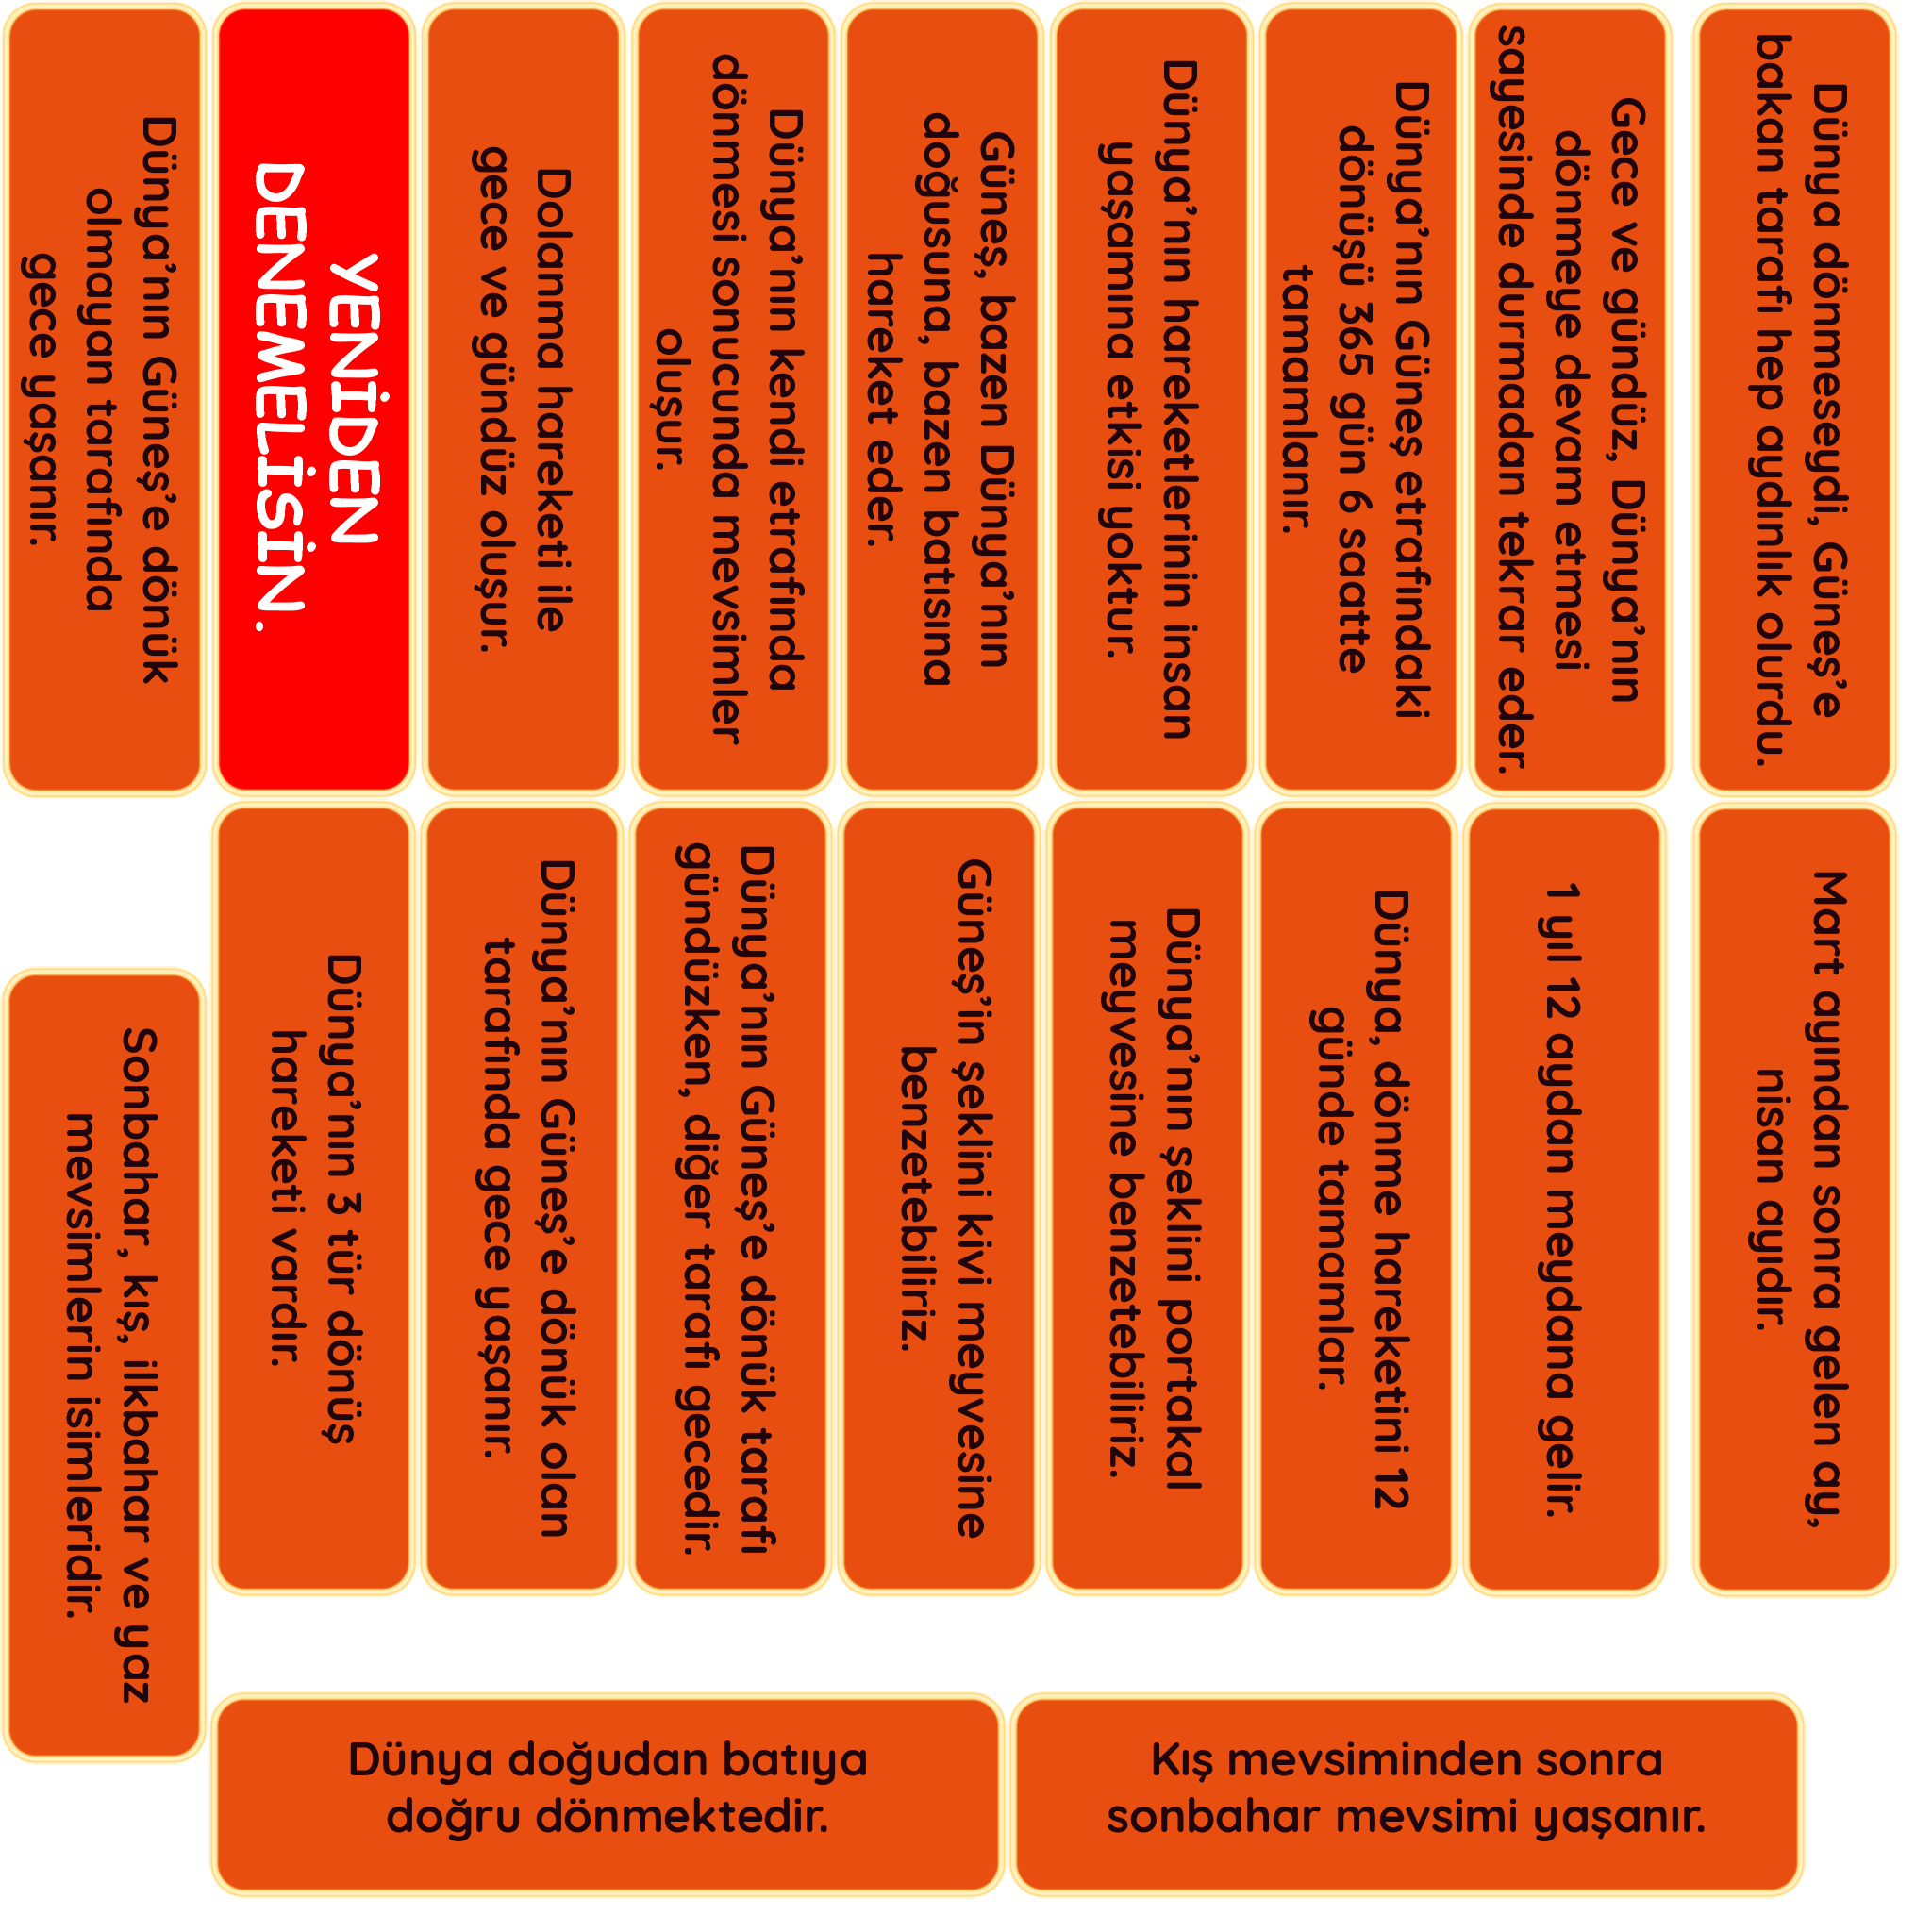 Dünya'nın Güneş'e dönük
olmayan tarafında
gece yaşanır.
YENİDEN
DENEMELİSİN.
Dolanma hareketi ile
gece ve gündüz oluşur.
Dünya'nın kendi etrafında
dönmesi sonucunda mevsimler
oluşur.
Güneş, bazen Dünya'nın
doğusuna, bazen batısına
hareket eder.
Dünya'nın hareketlerinin insan
yaşamına etkisi yoktur.
Dünya'nın Güneş etrafındaki
dönüşü 365 gün 6 saatte
tamamlanır.
Gece ve gündüz, Dünya'nın
dönmeye devam etmesi
sayesinde durmadan tekrar eder.
Dünya dönmeseydi, Güneş'e
bakan tarafı hep aydınlık olurdu.
Sonbahar, kış, ilkbahar ve yaz
mevsimlerin isimleridir.
Dünya'nın 3 tür dönüş
hareketi vardır.
Dünya'nın Güneş'e dönük olan
tarafında gece yaşanır.
Dünya'nın Güneş'e dönük tarafı
gündüzken, diğer tarafı gecedir.
Güneş'in şeklini kivi meyvesine
benzetebiliriz.
Dünya'nın şeklini portakal
meyvesine benzetebiliriz.
Dünya, dönme hareketini 12
günde tamamlar.
1 yıl 12 aydan meydana gelir.
Mart ayından sonra gelen ay,
nisan ayıdır.
Dünya doğudan batıya
doğru dönmektedir.
Kış mevsiminden sonra
sonbahar mevsimi yaşanır.